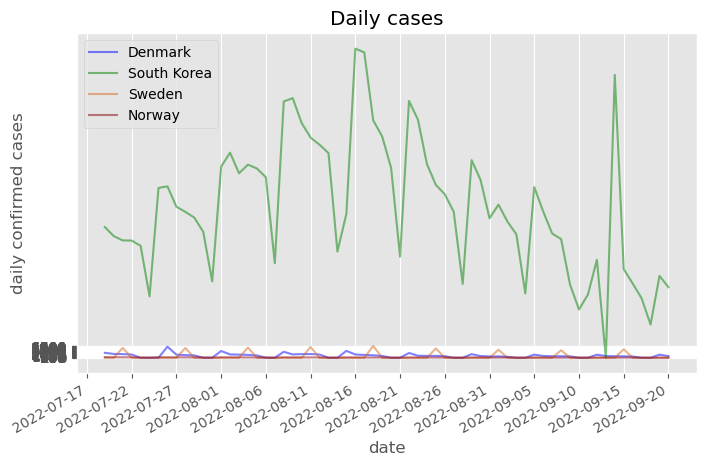 Daily cases
Denmark
South Korea
Sweden
Norway
daily confirmed cases
2022-07-17
2022-07-22
2022-07-27
2022-08-01
2022-08-06
2022-08-11
2022-08-16
2022-08-21
2022-08-26
2022-08-31
2022-09-05
2022-09-10
2022-09-15
2022-09-20
date